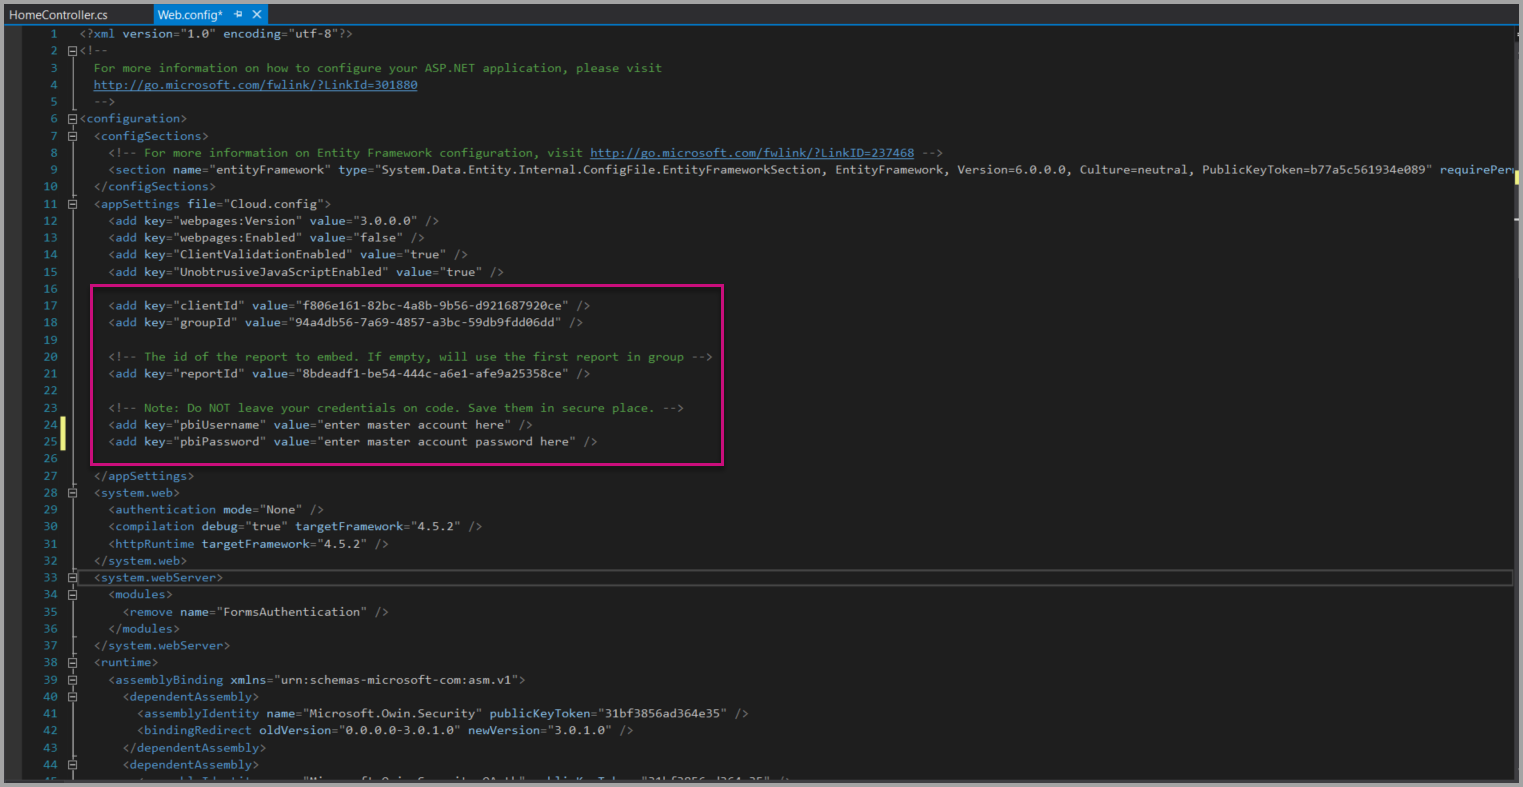 HomeController.cs
Web.config*
1 <?xml version="1.0" encoding="utf-8"?>
2 <!--
3 For more information on how to configure your ASP.NET application, please visit
4 http://go.microsoft.com/fwlink/?LinkId=301880
5 -->
6 <configuration>
7 <configSections>
8 <!-- For more information on Entity Framework configuration, visit http://go.microsoft.com/fwlink/?LinkID=237468 -->
9 <section name="entityFramework" type="System.Data.Entity.Internal.ConfigFile.EntityFrameworkSection, EntityFramework, Version=6.0.0.0, Culture=neutral, PublicKeyToken=b77a5c561934e089" requirePer
10 </configSections>
11 <appSettings file="Cloud.config">
12 <add key="webpages:Version" value="3.0.0.0" />
13 <add key="webpages:Enabled" value="false" />
14 <add key="ClientValidationEnabled" value="true" />
15 <add key="UnobtrusiveJavaScriptEnabled" value="true" />
16
17 <add key="clientId" value="f806e161-82bc-4a8b-9b56-d921687920ce" />
18 <add key="groupId" value="94a4db56-7a69-4857-a3bc-59db9fdd06dd" />
19
20 <!-- The id of the report to embed. If empty, will use the first report in group -->
21 <add key="reportId" value="8bdeadf1-be54-444c-a6e1-afe9a25358ce" />
22
23 <!-- Note: Do NOT leave your credentials on code. Save them in secure place. -->
24 <add key="pbiUsername" value="enter master account here" />
25 <add key="pbiPassword" value="enter master account password here" />
26
27 </appSettings>
28 <system.web>
29 <authentication mode="None" />
30 <compilation debug="true" targetFramework="4.5.2" />
31 <httpRuntime targetFramework="4.5.2" />
32 </system.web>
33 <system.webServer>
34 <modules>
35 <remove name="FormsAuthentication" />
36 </modules>
37 </system.webServer>
38 <runtime>
39 <assemblyBinding xmlns="urn:schemas-microsoft-com:asm.v1">
40 <dependentAssembly>
41 <assemblyIdentity name="Microsoft.Owin.Security" publicKeyToken="31bf3856ad364e35" />
42 <bindingRedirect oldVersion="0.0.0.0-3.0.1.0" newVersion="3.0.1.0" />
43 </dependentAssembly>
44 <dependentAssembly>